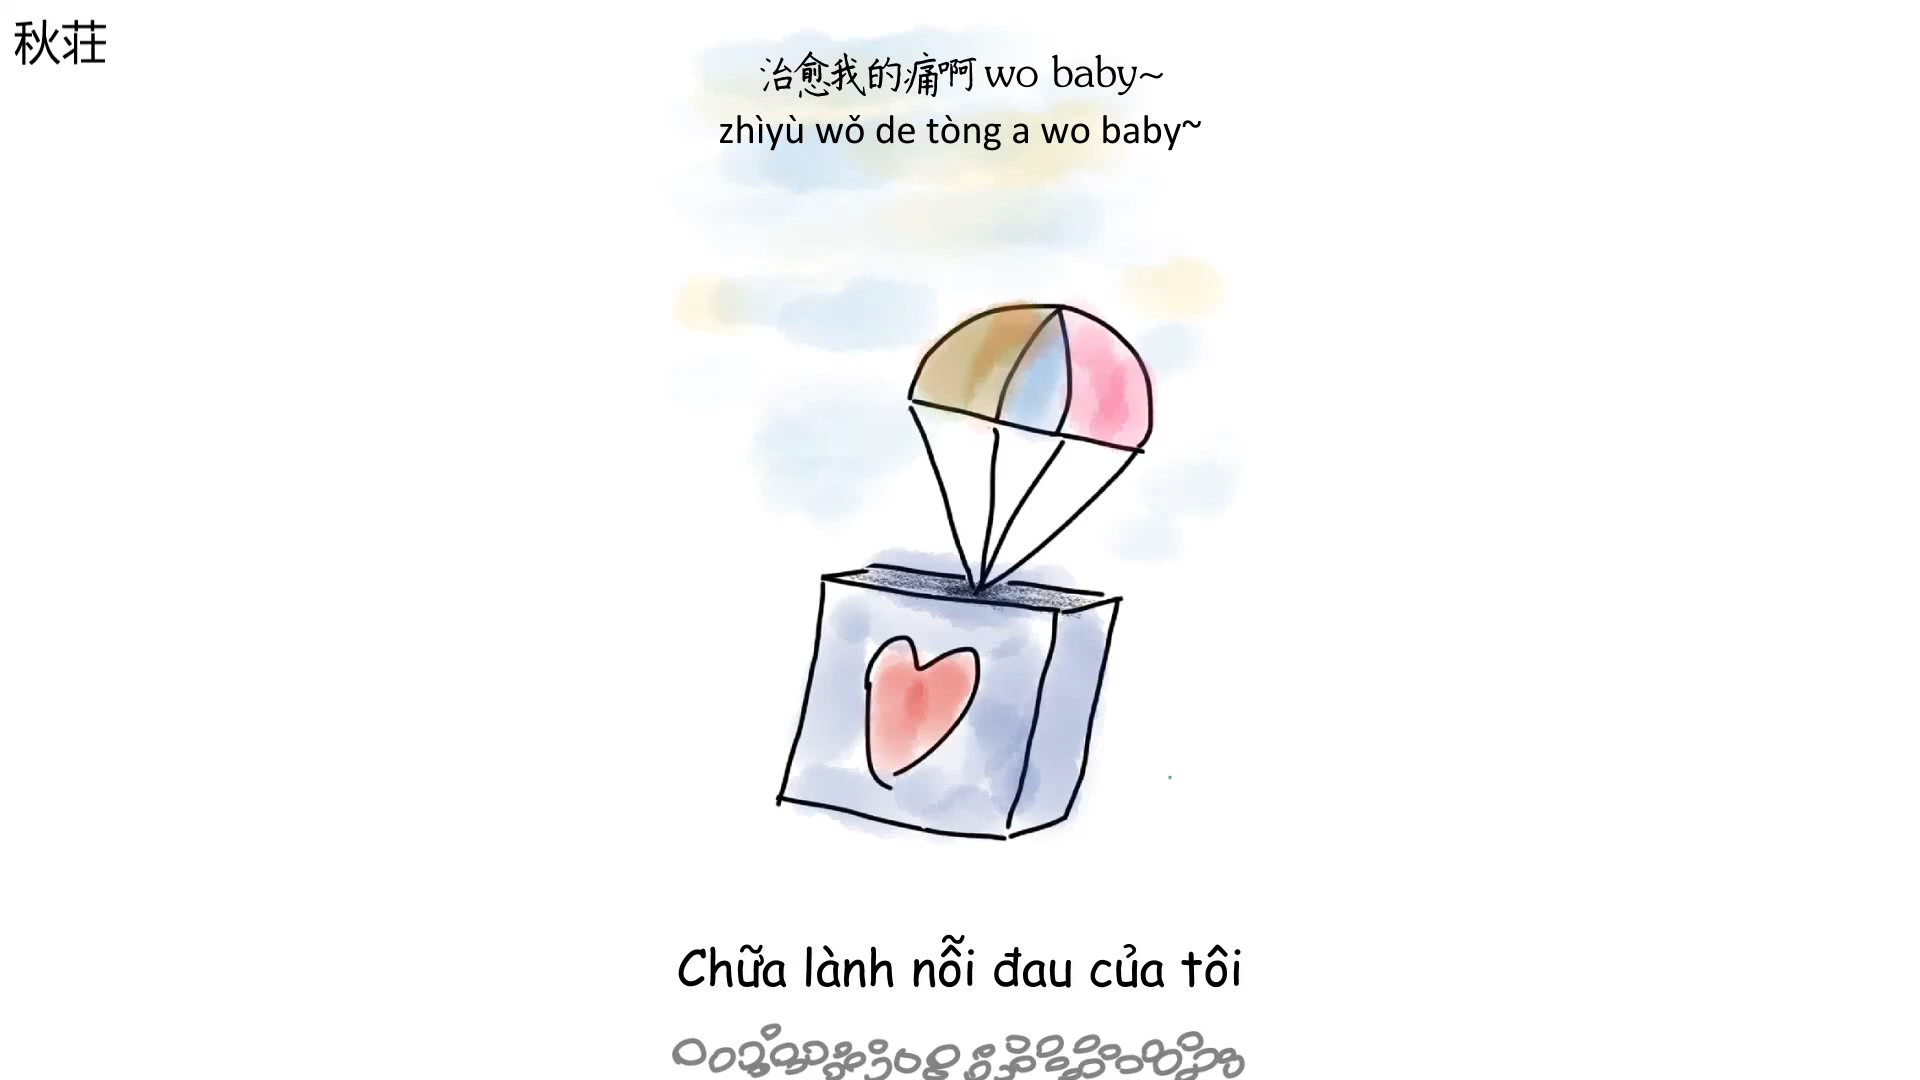 秋荘
治愈我的痛啊 wo baby~
zhìyù wǒ de tòng a wo baby~
Chữa lành nỗi đau của tôi